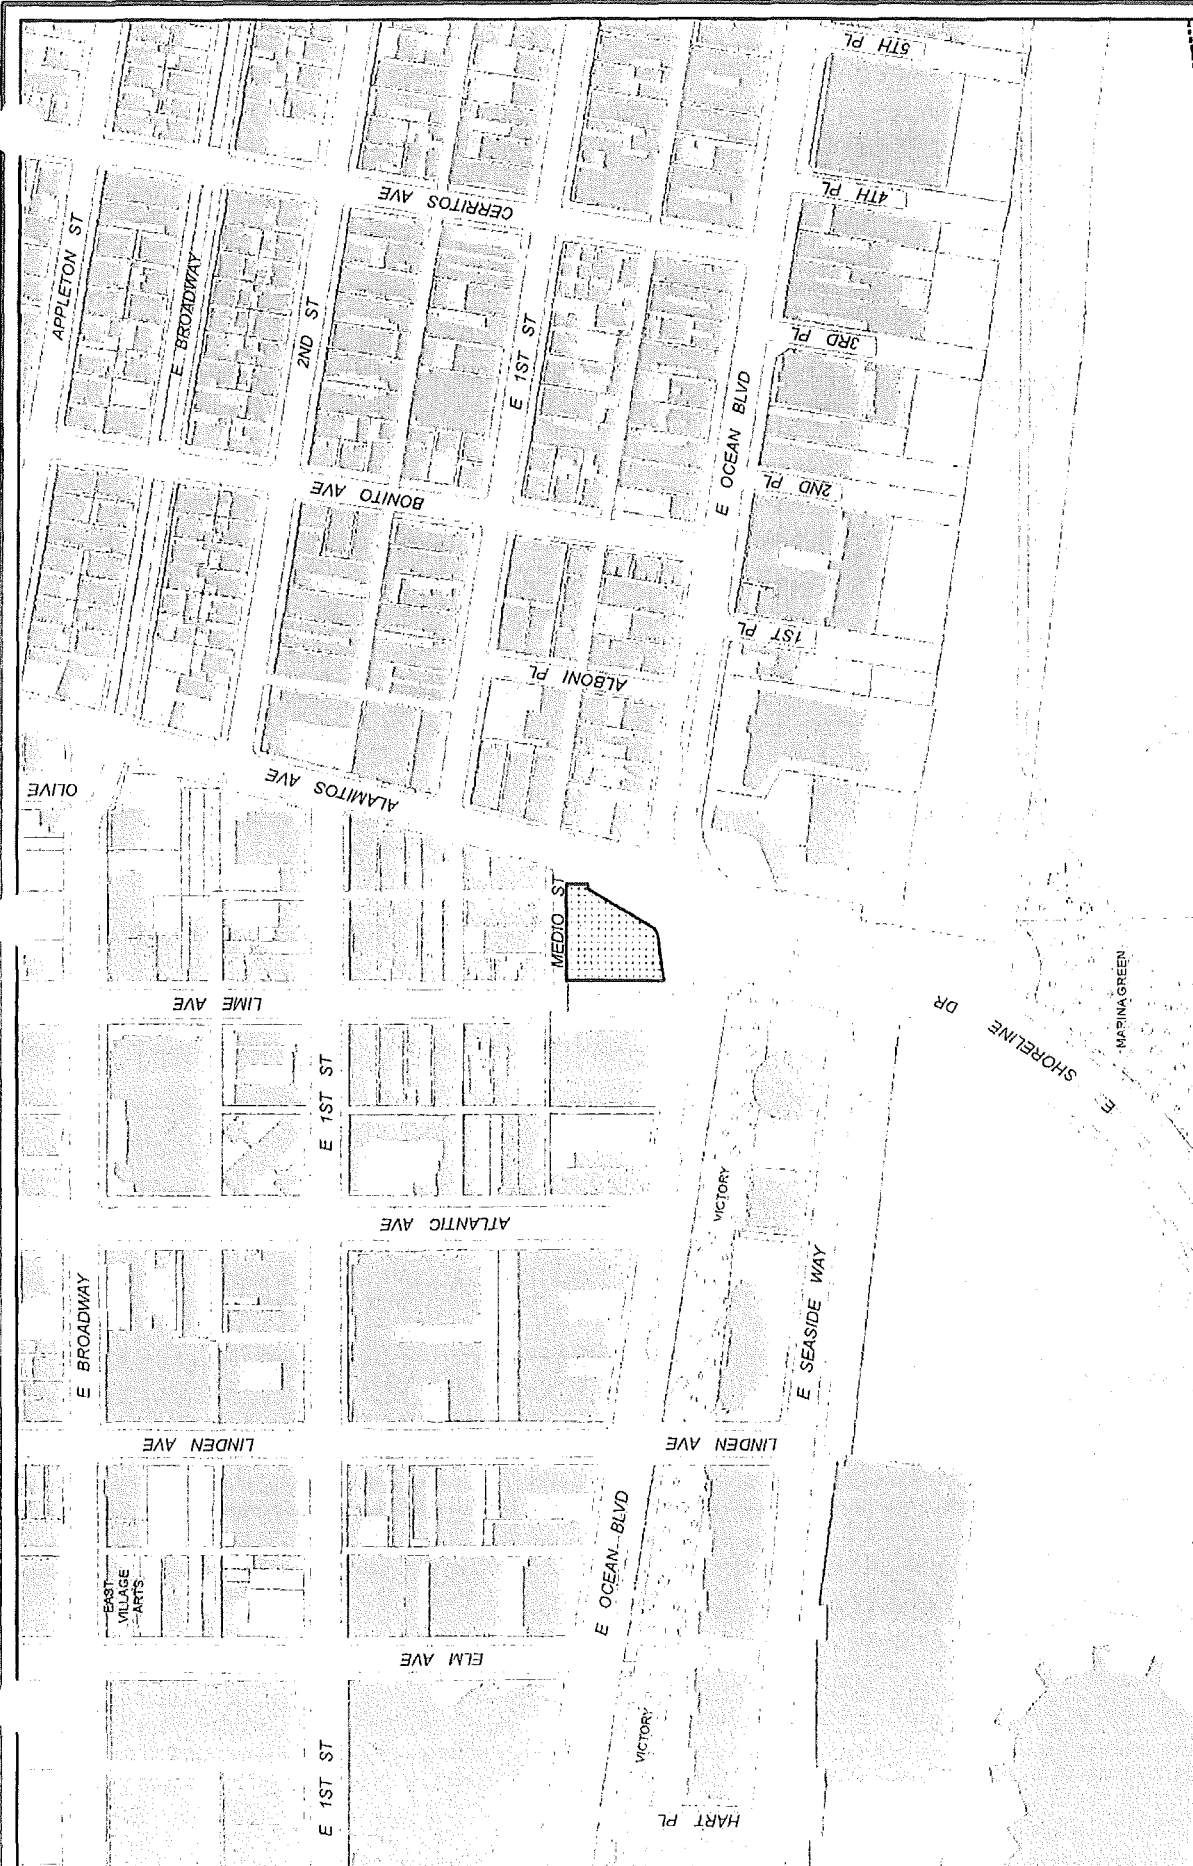 5TH PL
4TH PL
CERRITOS AVE
APPLETON ST
E BROADWAY
2ND ST
E 1ST ST
3RD PL
E OCEAN BLVD
2ND PL
BONITO AVE
1ST PL
ALBONI PL
OLIVE
ALAMITOS AVE
MEDIO ST
LIME AVE
E SHORELINE DR
MARINA GREEN
E 1ST ST
VICTORY
ATLANTIC AVE
E BROADWAY
E SEASIDE WAY
LINDEN AVE
LINDEN AVE
E OCEAN BLVD
EAST
VILLAGE
ARTS
ELM AVE
VICTORY
E 1ST ST
HART PL